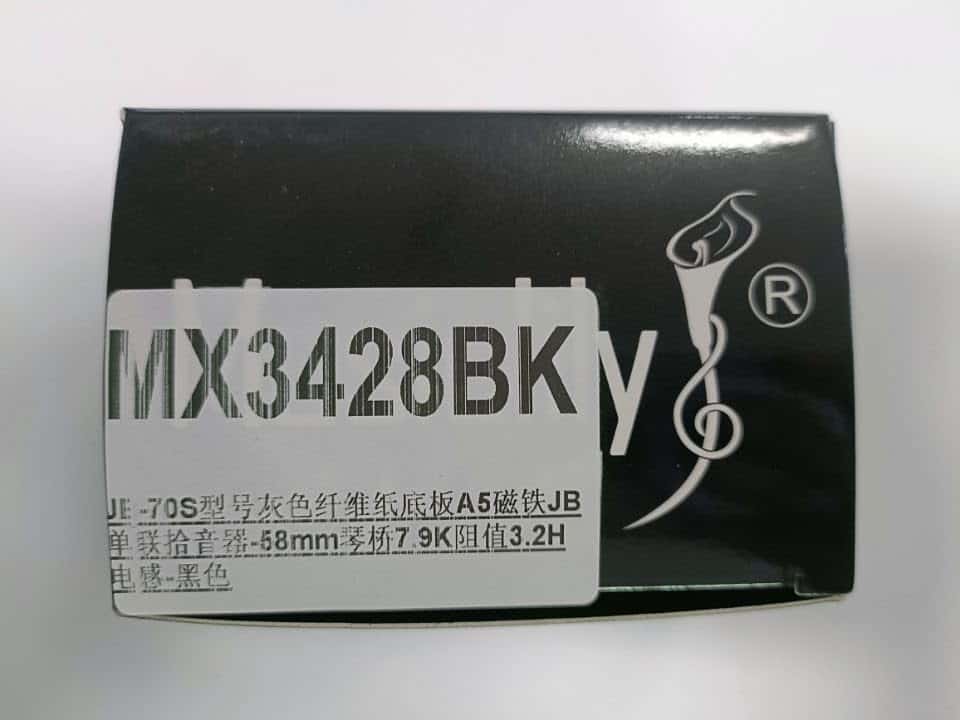 MX3428BK
y ®
JB-70S型号灰色纤维纸底板A5磁铁JB
单联拾音器-58mm琴桥7.9K阻值3.2H
电感-黑色